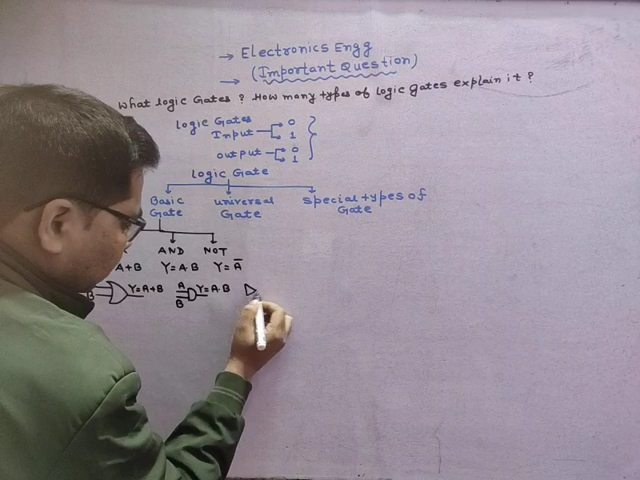 → Electronics Engg
→ (Important Question)
What logic Gates ? How many types of logic gates explain it ?
logic Gates
Input 0
1
output 0
1
logic Gate
Basic Gate
universal Gate
special types of Gate
AND NOT
A+B Y=A·B Y=A̅
B Y=A+B A B Y=A·B